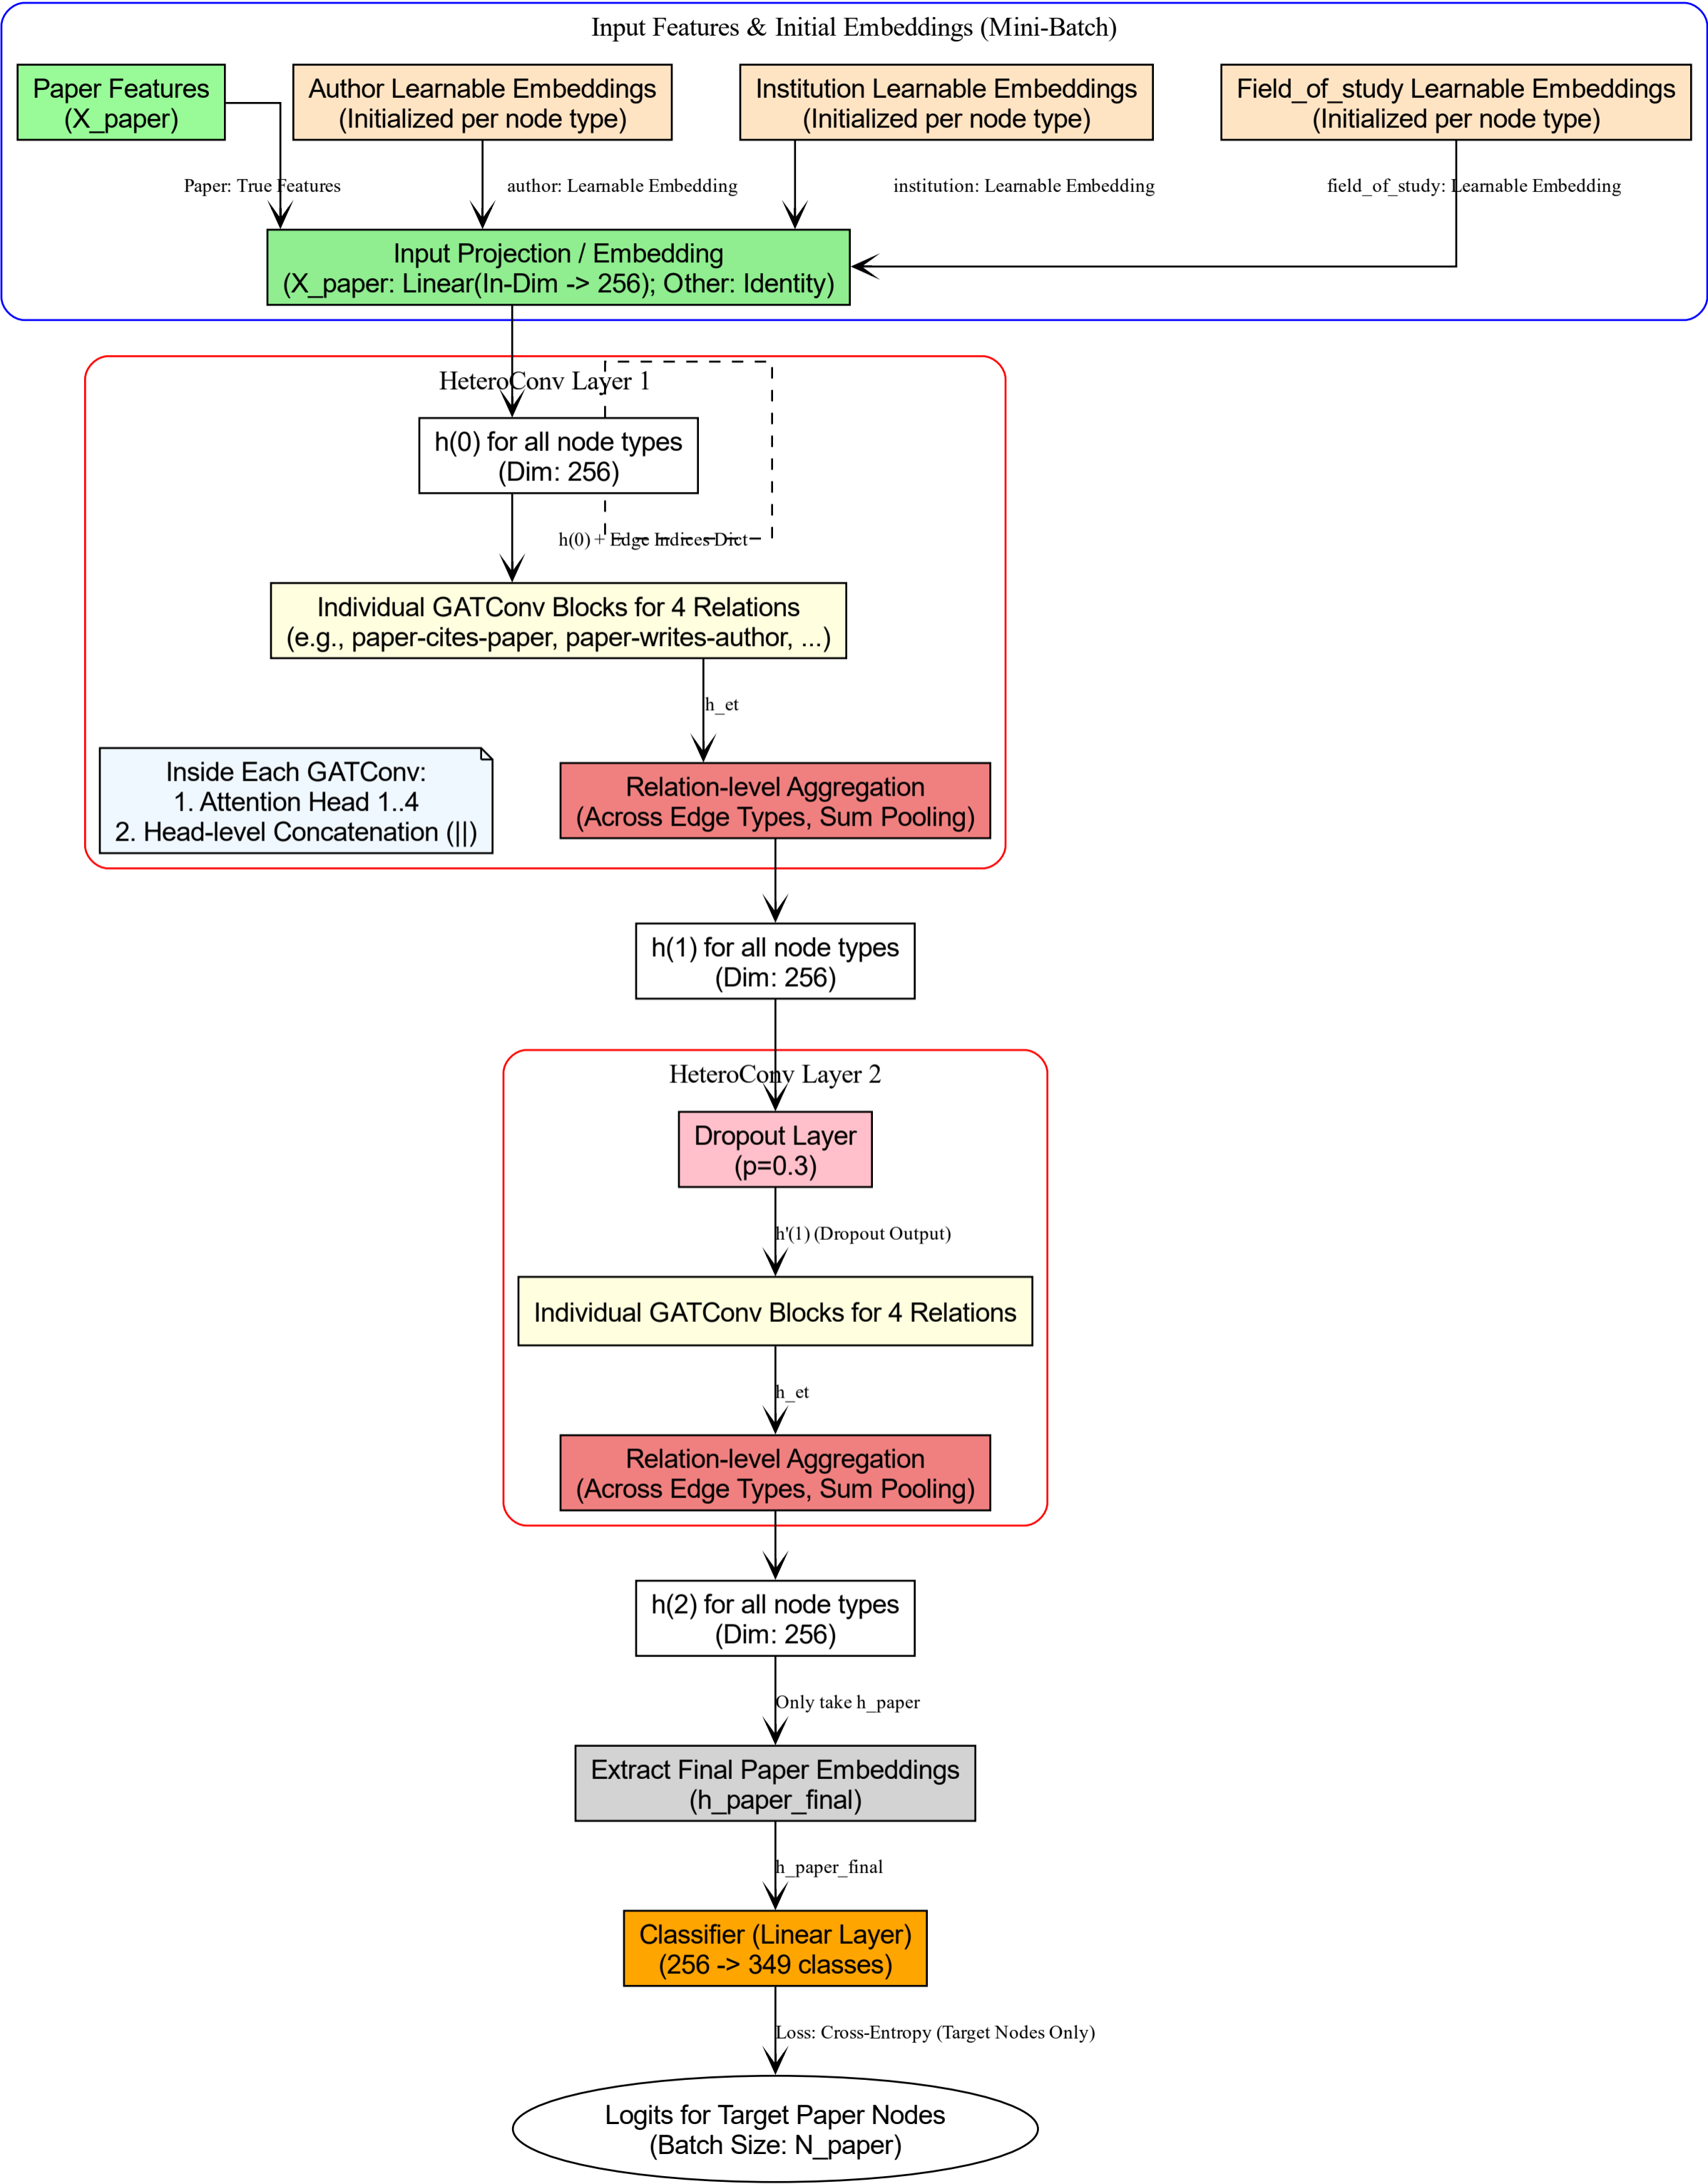 Input Features & Initial Embeddings (Mini-Batch)
Paper Features
(X_paper)
Author Learnable Embeddings
(Initialized per node type)
Institution Learnable Embeddings
(Initialized per node type)
Field_of_study Learnable Embeddings
(Initialized per node type)
Paper: True Features
author: Learnable Embedding
institution: Learnable Embedding
field_of_study: Learnable Embedding
Input Projection / Embedding
(X_paper: Linear(In-Dim -> 256); Other: Identity)
HeteroConv Layer 1
h(0) for all node types
(Dim: 256)
h(0) + Edge Indices Dict
Individual GATConv Blocks for 4 Relations
(e.g., paper-cites-paper, paper-writes-author, ...)
h_et
Inside Each GATConv:
1. Attention Head 1..4
2. Head-level Concatenation (||)
Relation-level Aggregation
(Across Edge Types, Sum Pooling)
h(1) for all node types
(Dim: 256)
HeteroConv Layer 2
Dropout Layer
(p=0.3)
h'(1) (Dropout Output)
Individual GATConv Blocks for 4 Relations
h_et
Relation-level Aggregation
(Across Edge Types, Sum Pooling)
h(2) for all node types
(Dim: 256)
Only take h_paper
Extract Final Paper Embeddings
(h_paper_final)
h_paper_final
Classifier (Linear Layer)
(256 -> 349 classes)
Loss: Cross-Entropy (Target Nodes Only)
Logits for Target Paper Nodes
(Batch Size: N_paper)